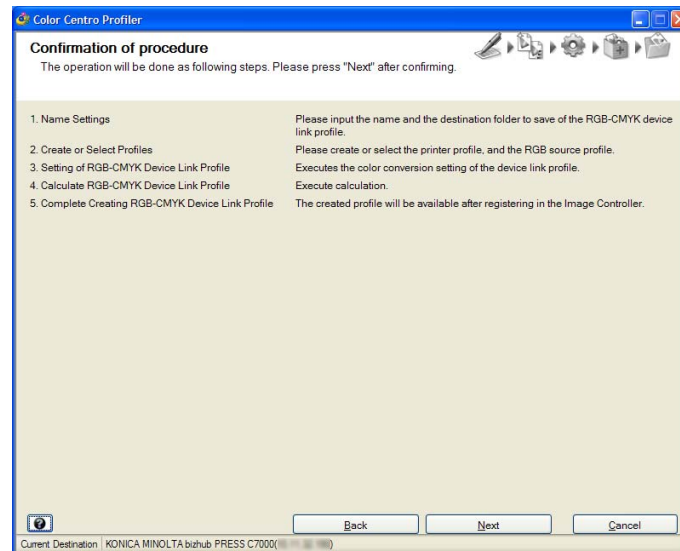 Color Centro Profiler
Confirmation of procedure
The operation will be done as following steps. Please press "Next" after confirming.
1. Name Settings
Please input the name and the destination folder to save of the RGB-CMYK device
link profile.
2. Create or Select Profiles
Please create or select the printer profile, and the RGB source profile.
3. Setting of RGB-CMYK Device Link Profile
Executes the color conversion setting of the device link profile.
4. Calculate RGB-CMYK Device Link Profile
Execute calculation.
5. Complete Creating RGB-CMYK Device Link Profile
The created profile will be available after registering in the Image Controller.
?
Back
Next
Cancel
Current Destination
KONICA MINOLTA bizhub PRESS C7000( )